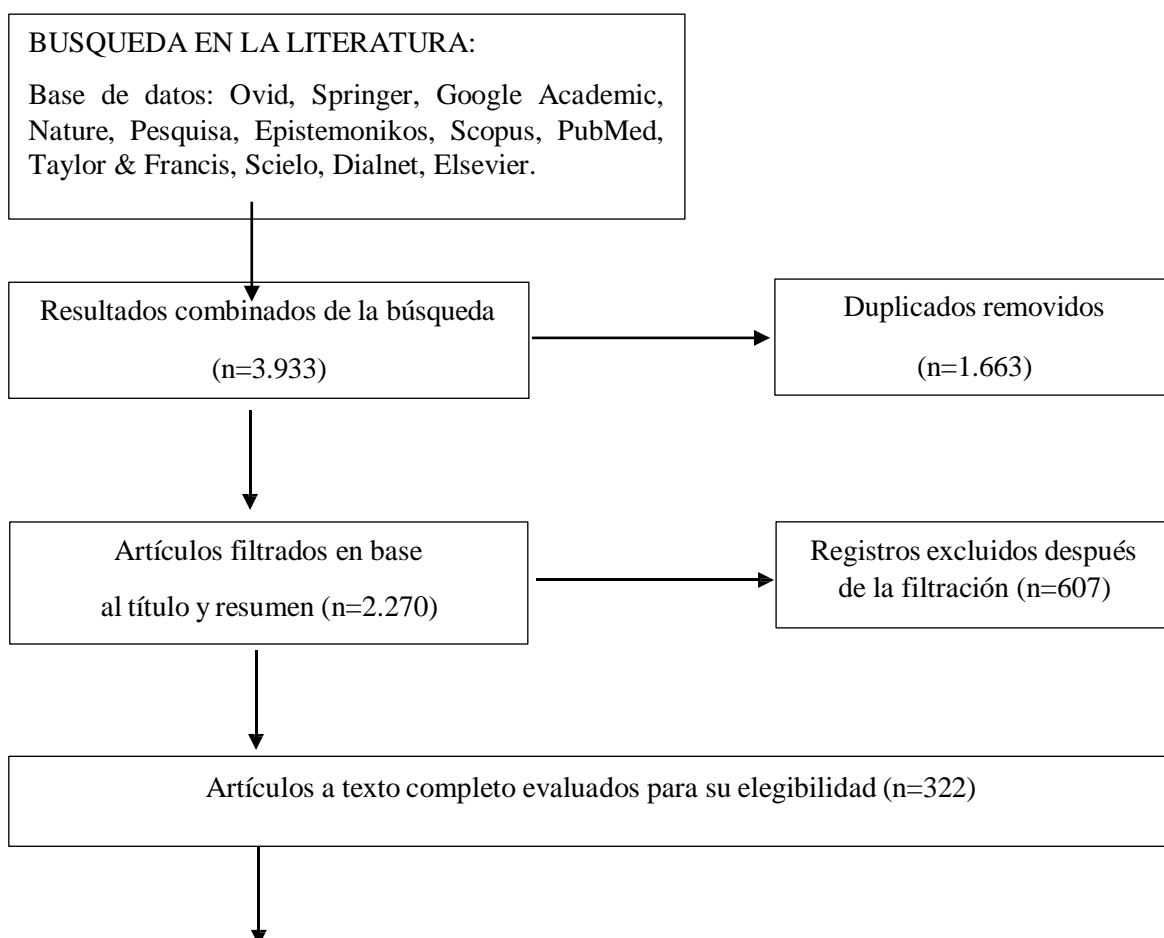 BUSQUEDA EN LA LITERATURA:
Base de datos: Ovid, Springer, Google Academic,
Nature, Pesquisa, Epistemonikos, Scopus, PubMed,
Taylor & Francis, Scielo, Dialnet, Elsevier.
Resultados combinados de la búsqueda
(n=3.933)
Duplicados removidos
(n=1.663)
Artículos filtrados en base
al título y resumen (n=2.270)
Registros excluidos después
de la filtración (n=607)
Artículos a texto completo evaluados para su elegibilidad (n=322)